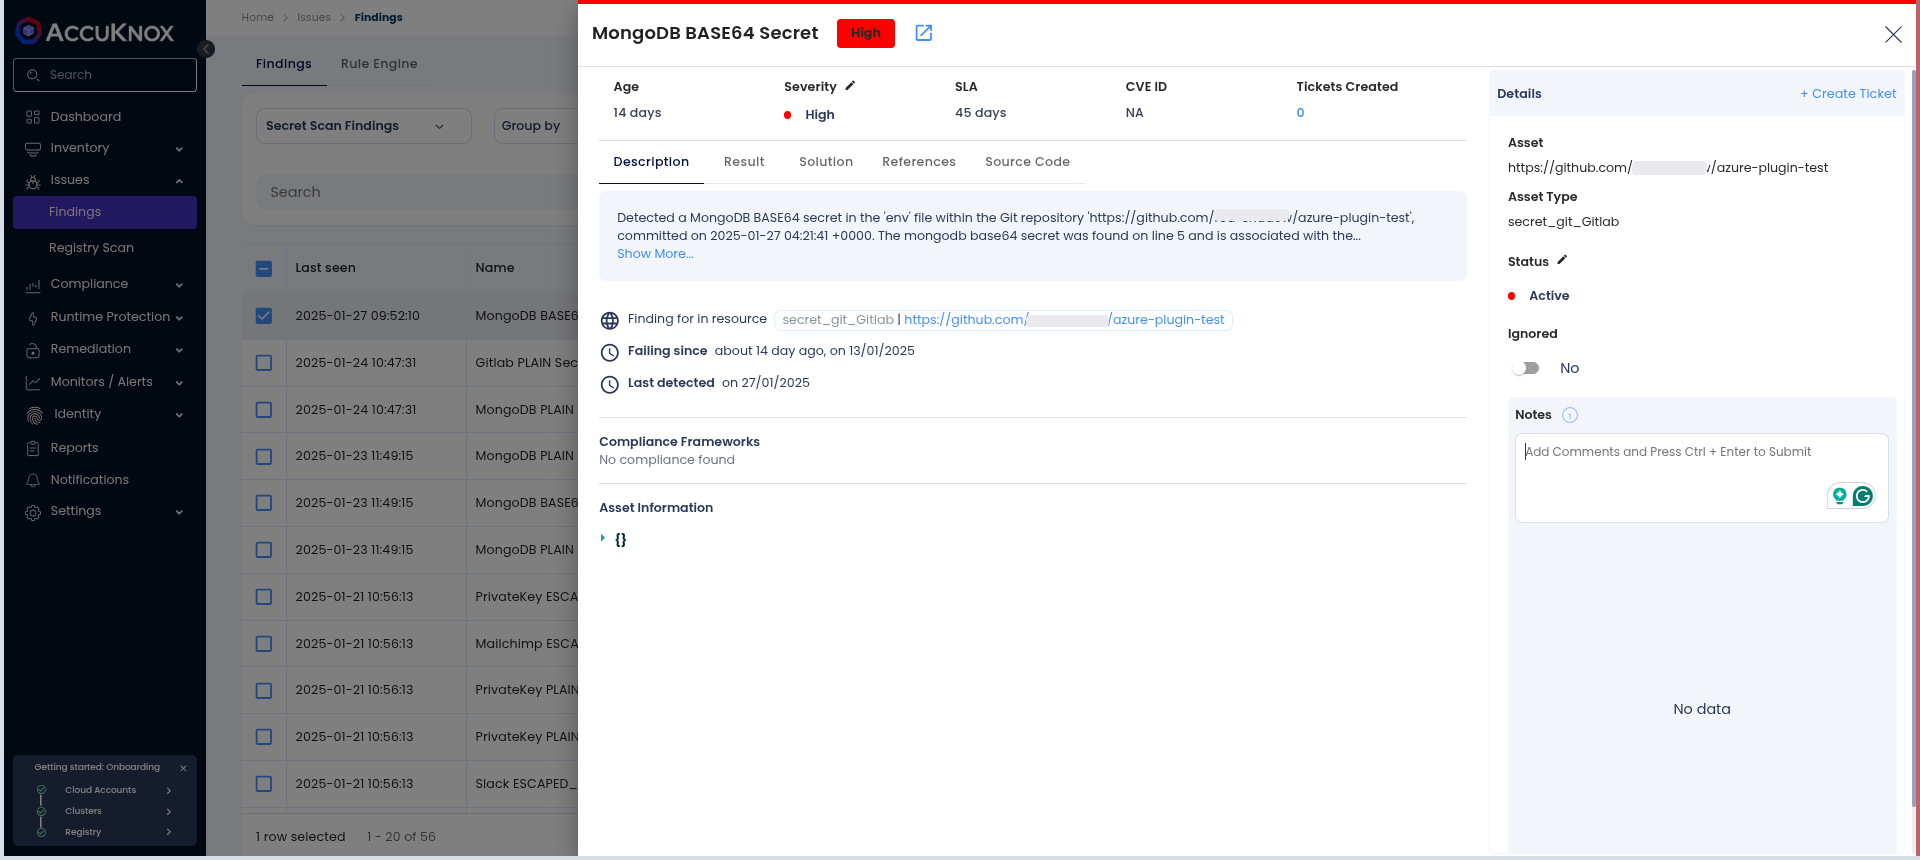 ACCUKNOX
Search
Dashboard
Inventory
Issues
Findings
Registry Scan
Compliance
Runtime Protection
Remediation
Monitors / Alerts
Identity
Reports
Notifications
Settings
Getting started: Onboarding
Cloud Accounts
Clusters
Registry
Home > Issues > Findings
Findings Rule Engine
Secret Scan Findings
Group by
Search
Last seen Name
2025-01-27 09:52:10 MongoDB BASE6
2025-01-24 10:47:31 Gitlab PLAIN Sec
2025-01-24 10:47:31 MongoDB PLAIN
2025-01-23 11:49:15 MongoDB PLAIN
2025-01-23 11:49:15 MongoDB BASE6
2025-01-23 11:49:15 MongoDB PLAIN
2025-01-21 10:56:13 PrivateKey ESCA
2025-01-21 10:56:13 Mailchimp ESCA
2025-01-21 10:56:13 PrivateKey PLAIN
2025-01-21 10:56:13 PrivateKey PLAIN
2025-01-21 10:56:13 Slack ESCAPED_
1 row selected 1 - 20 of 56
MongoDB BASE64 Secret High
Age Severity SLA CVE ID Tickets Created
14 days High 45 days NA 0
Description Result Solution References Source Code
Detected a MongoDB BASE64 secret in the 'env' file within the Git repository 'https://github.com/ /azure-plugin-test',
committed on 2025-01-27 04:21:41 +0000. The mongodb base64 secret was found on line 5 and is associated with the...
Show More...
Finding for in resource secret_git_Gitlab | https://github.com/ /azure-plugin-test
Failing since about 14 day ago, on 13/01/2025
Last detected on 27/01/2025
Compliance Frameworks
No compliance found
Asset Information
{}
Details + Create Ticket
Asset
https://github.com/ /azure-plugin-test
Asset Type
secret_git_Gitlab
Status
Active
Ignored
No
Notes
Add Comments and Press Ctrl + Enter to Submit
No data